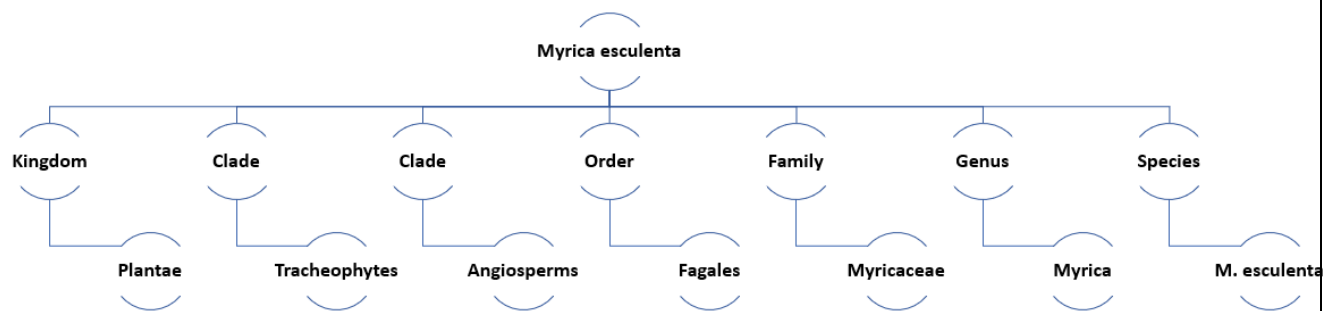 Myrica esculenta
Kingdom
Clade
Clade
Order
Family
Genus
Species
Plantae
Tracheophytes
Angiosperms
Fagales
Myricaceae
Myrica
M. esculenta